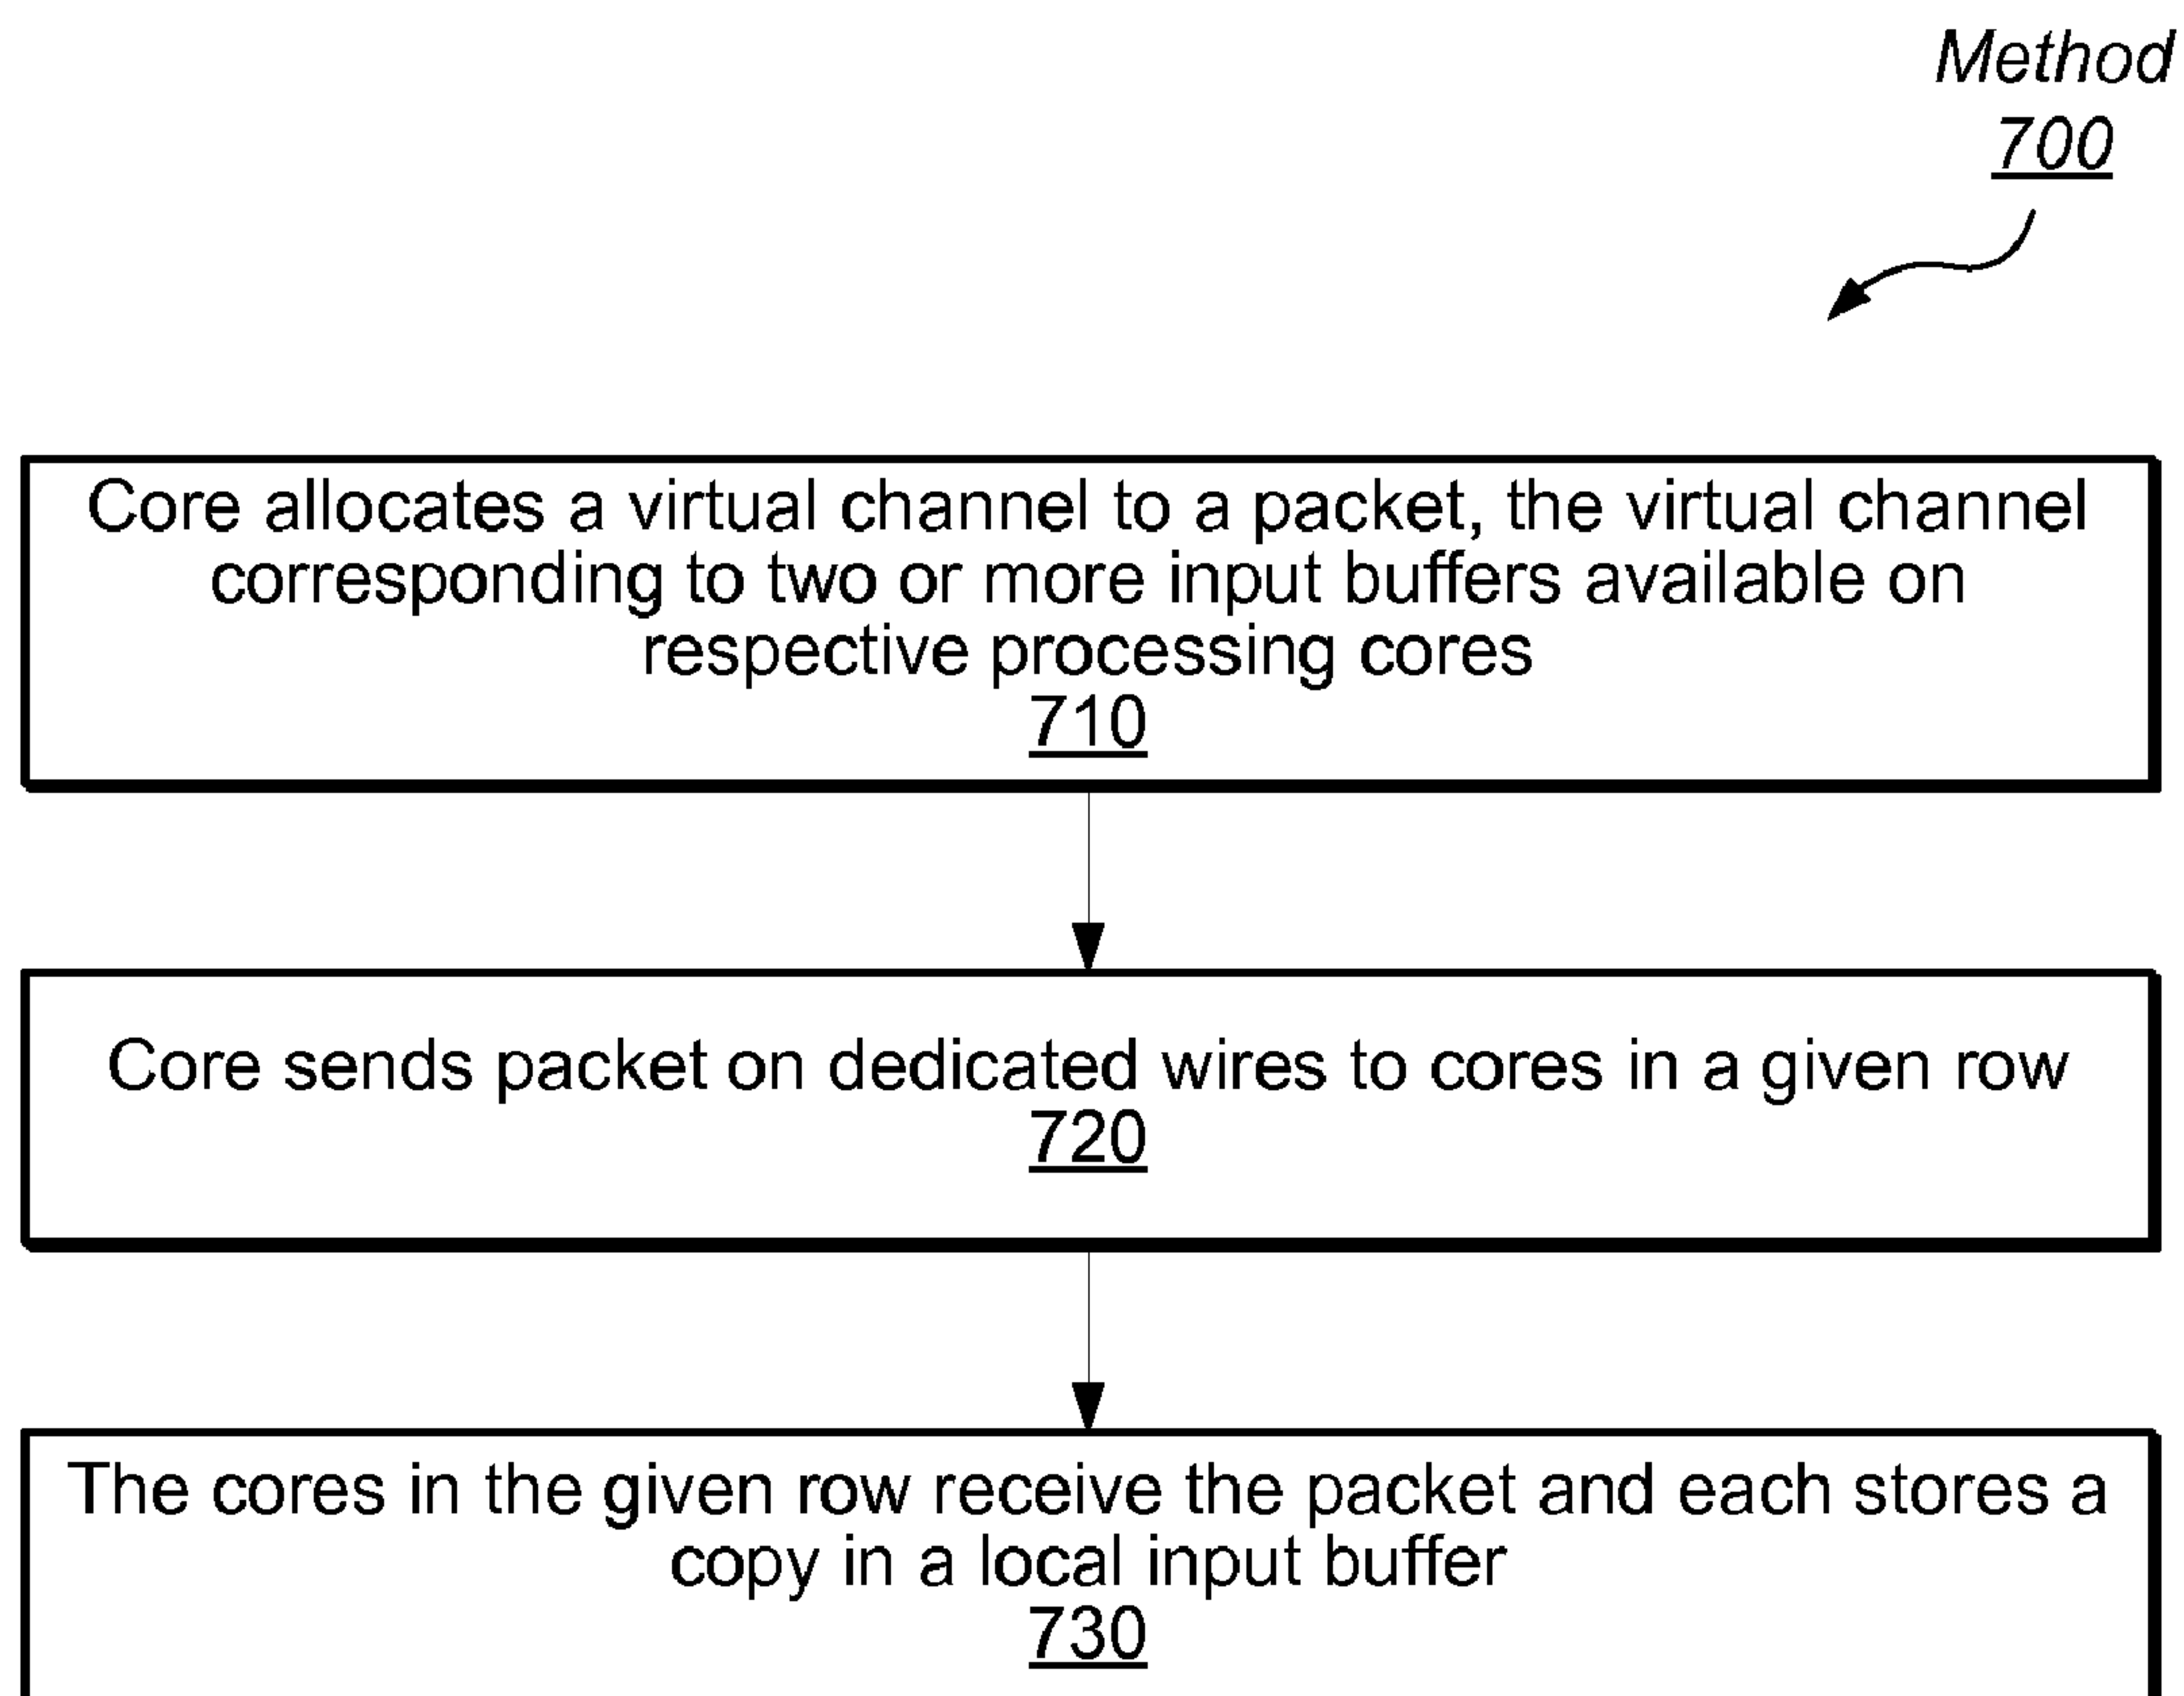 Method
700
Core allocates a virtual channel to a packet, the virtual channel
corresponding to two or more input buffers available on
respective processing cores
710
Core sends packet on dedicated wires to cores in a given row
720
The cores in the given row receive the packet and each stores a
copy in a local input buffer
730